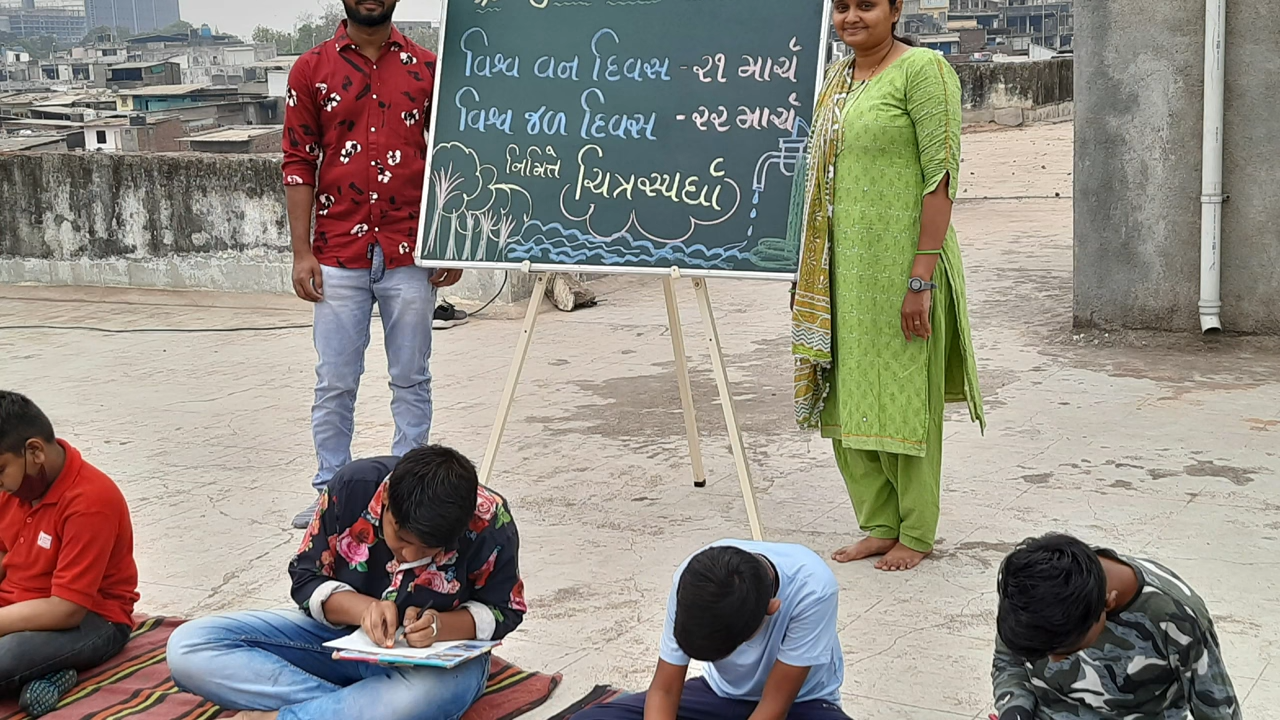 વિશ્વ વન દિવસ - ૨૧ માર્ચ
વિશ્વ જળ દિવસ - ૨૨ માર્ચ
નિમિત્તે ચિત્રસ્પર્ધા